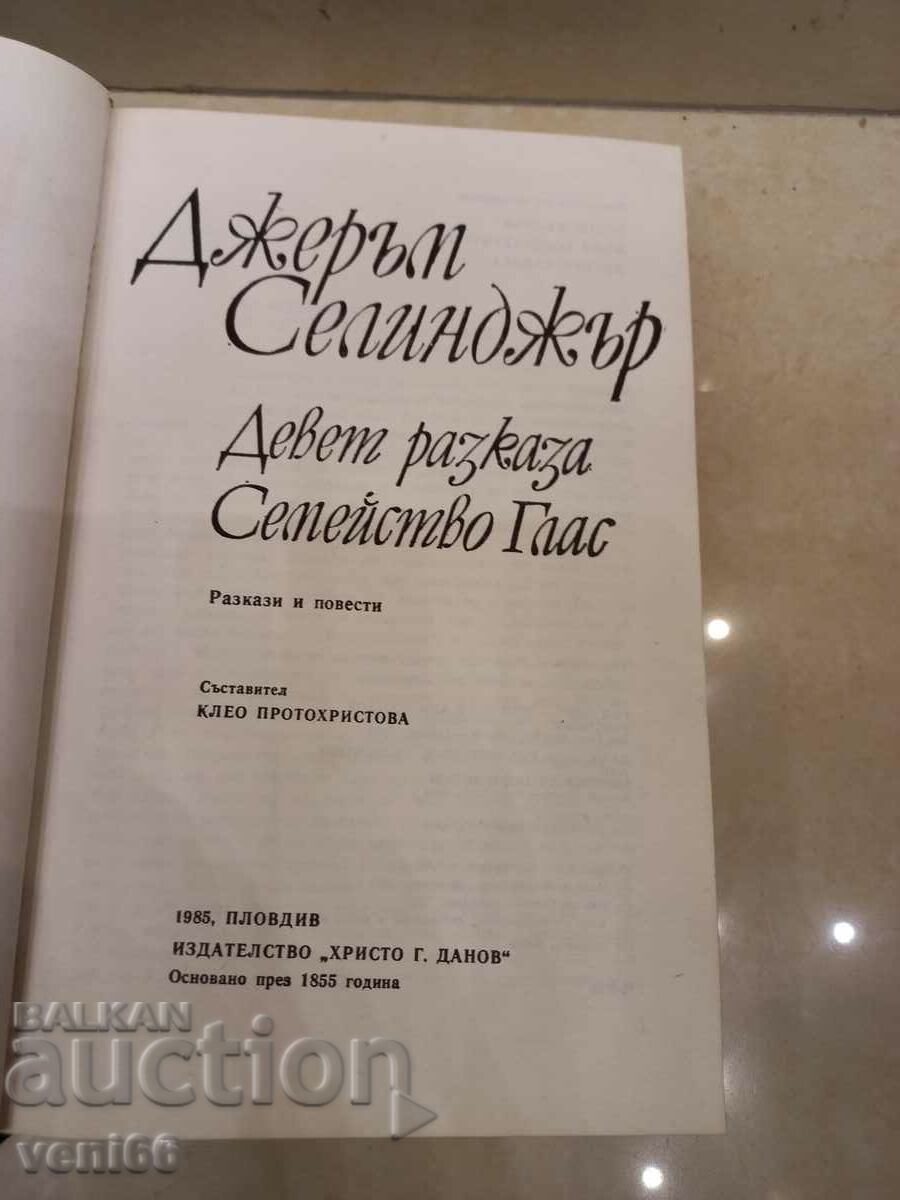 Джеръм
Селинджър
Девет разказа
Семейство Глас
Разкази и повести
Съставител
КЛЕО ПРОТОХРИСТОВА
1985, ПЛОВДИВ
ИЗДАТЕЛСТВО „ХРИСТО Г. ДАНОВ“
Основано през 1855 година
BALKAN
auction
veni66